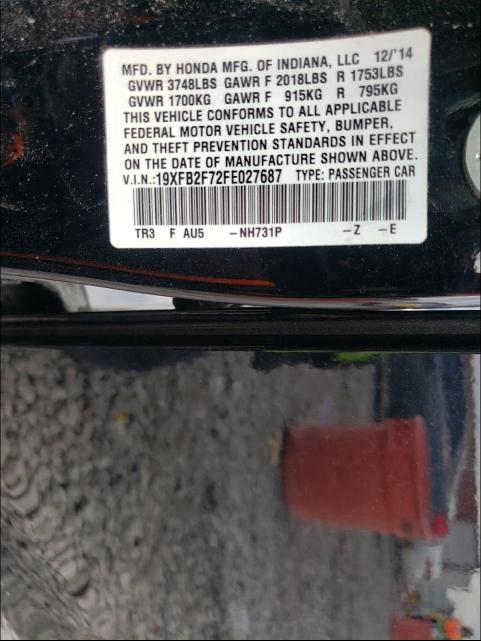 MFD. BY HONDA MFG. OF INDIANA, LLC 12/'14
GVWR 3748LBS GAWR F 2018LBS R 1753LBS
GVWR 1700KG GAWR F 915KG R 795KG
THIS VEHICLE CONFORMS TO ALL APPLICABLE
FEDERAL MOTOR VEHICLE SAFETY, BUMPER,
AND THEFT PREVENTION STANDARDS IN EFFECT
ON THE DATE OF MANUFACTURE SHOWN ABOVE.
V.I.N.:19XFB2F72FE027687 TYPE: PASSENGER CAR
TR3 F AU5 -NH731P -Z -E